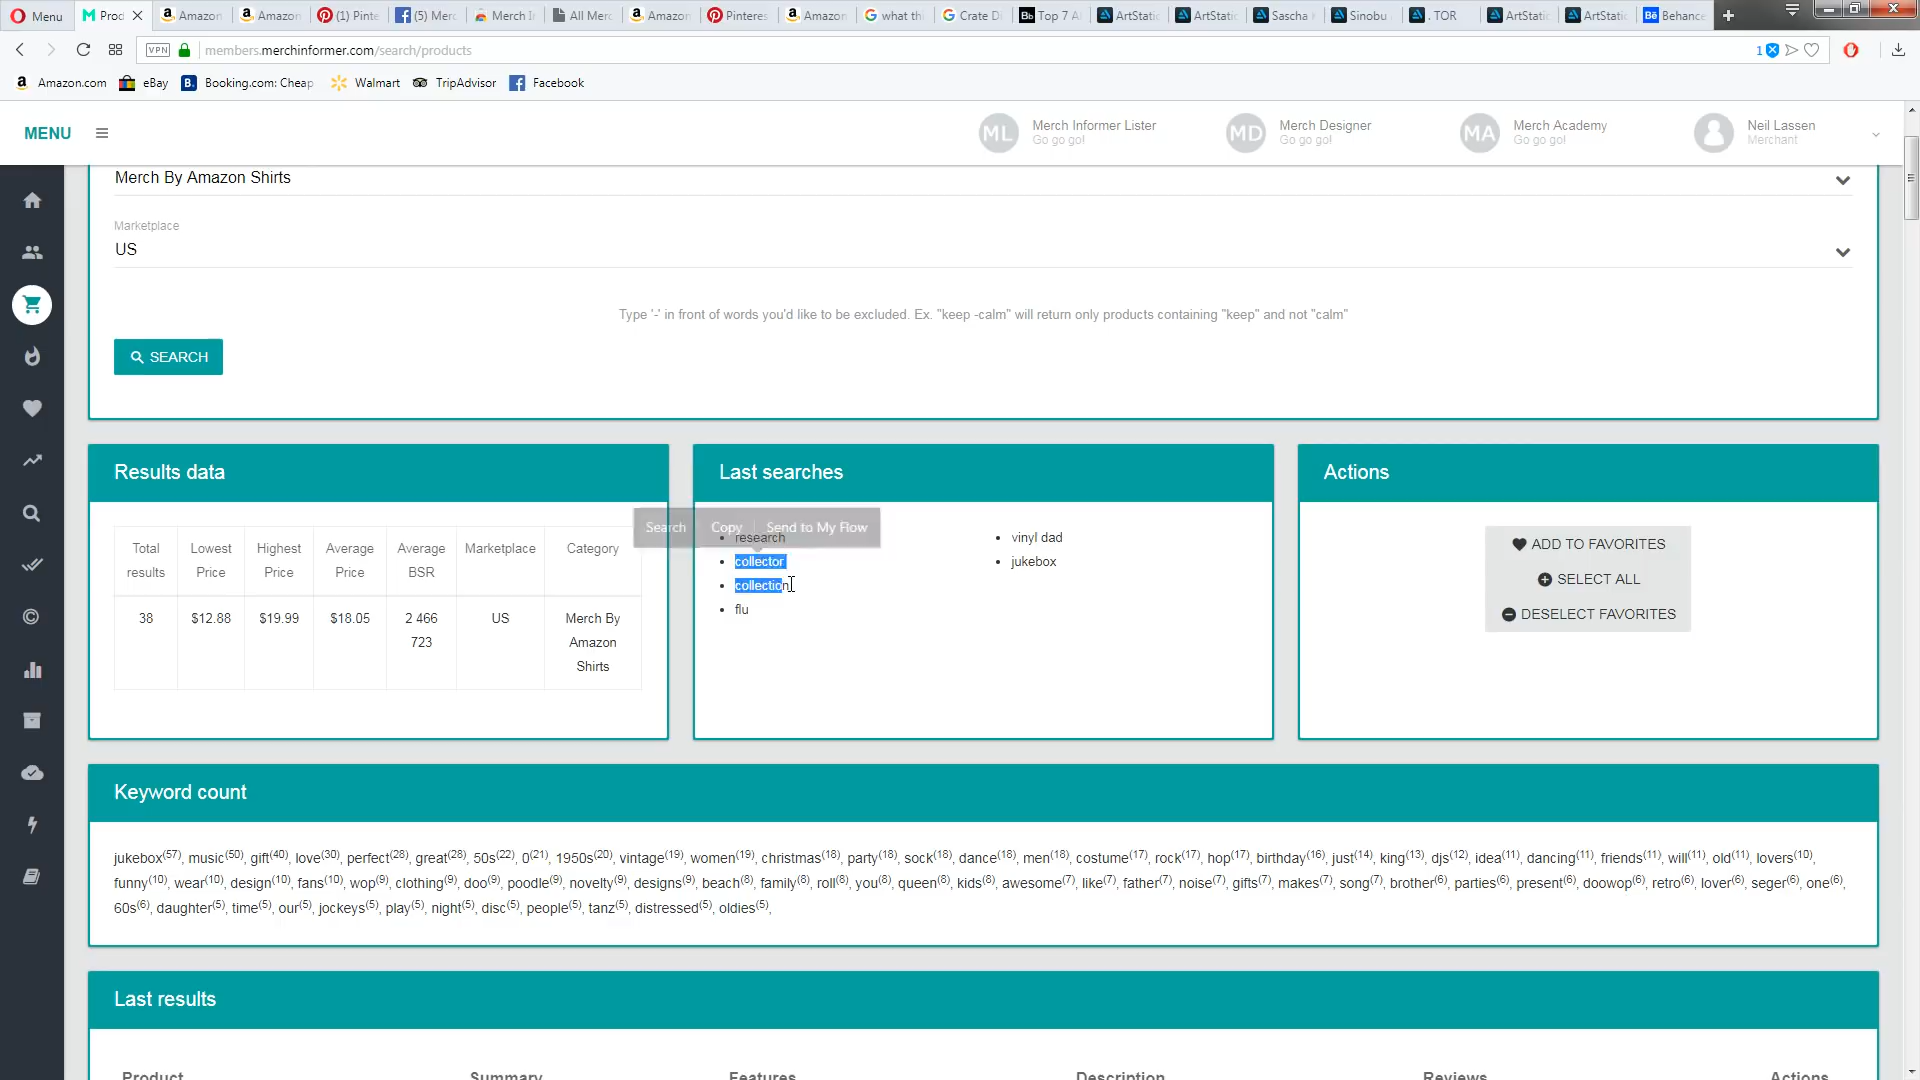 Menu
Prod
Amazon
Amazon
(1) Pinte
(5) Merc
Merch In
All Merc
Amazon
Pinteres
Amazon
what thi
Crate Di
Top 7 A
ArtStatic
ArtStatic
Sascha
Sinobu
. TOR
ArtStatic
ArtStatic
Behance
VPN
members.merchinformer.com/search/products
1
Amazon.com
eBay
Booking.com: Cheap
Walmart
TripAdvisor
Facebook
MENU
ML
Merch Informer Lister
Go go go!
MD
Merch Designer
Go go go!
MA
Merch Academy
Go go go!
Neil Lassen
Merchant
Merch By Amazon Shirts
Marketplace
US
Type '-' in front of words you'd like to be excluded. Ex. "keep -calm" will return only products containing "keep" and not "calm"
SEARCH
Results data
Total results
Lowest Price
Highest Price
Average Price
Average BSR
Marketplace
Category
38
$12.88
$19.99
$18.05
2 466 723
US
Merch By Amazon Shirts
Last searches
Search
Copy
Send to My Flow
research
collector
collection
flu
vinyl dad
jukebox
Actions
ADD TO FAVORITES
SELECT ALL
DESELECT FAVORITES
Keyword count
jukebox(57), music(50), gift(40), love(30), perfect(28), great(28), 50s(22), 0(21), 1950s(20), vintage(19), women(19), christmas(18), party(18), sock(18), dance(18), men(18), costume(17), rock(17), hop(17), birthday(16), just(14), king(13), djs(12), idea(11), dancing(11), friends(11), will(11), old(11), lovers(10),
funny(10), wear(10), design(10), fans(10), wop(9), clothing(9), doo(9), poodle(9), novelty(9), designs(9), beach(8), family(8), roll(8), you(8), queen(8), kids(8), awesome(7), like(7), father(7), noise(7), gifts(7), makes(7), song(7), brother(6), parties(6), present(6), doowop(6), retro(6), lover(6), seger(6), one(6),
60s(6), daughter(5), time(5), our(5), jockeys(5), play(5), night(5), disc(5), people(5), tanz(5), distressed(5), oldies(5),
Last results
Product
Summary
Features
Description
Reviews
Actions